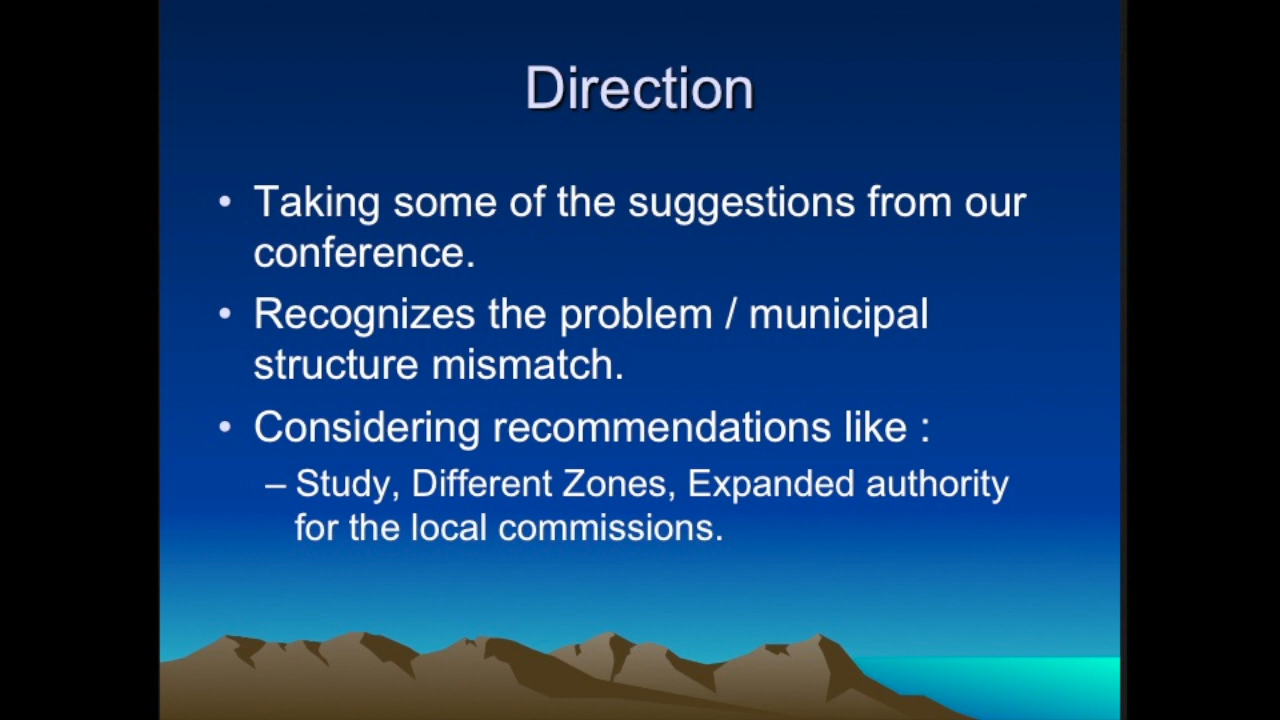 Direction
• Taking some of the suggestions from our
conference.
• Recognizes the problem / municipal
structure mismatch.
• Considering recommendations like :
– Study, Different Zones, Expanded authority
for the local commissions.